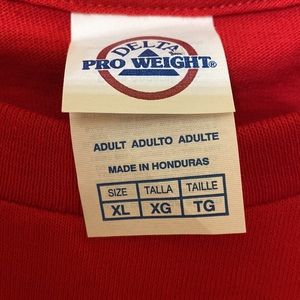 DELTA
PRO WEIGHT®
ADULT ADULTO ADULTE
MADE IN HONDURAS
SIZE TALLA TAILLE
XL XG TG